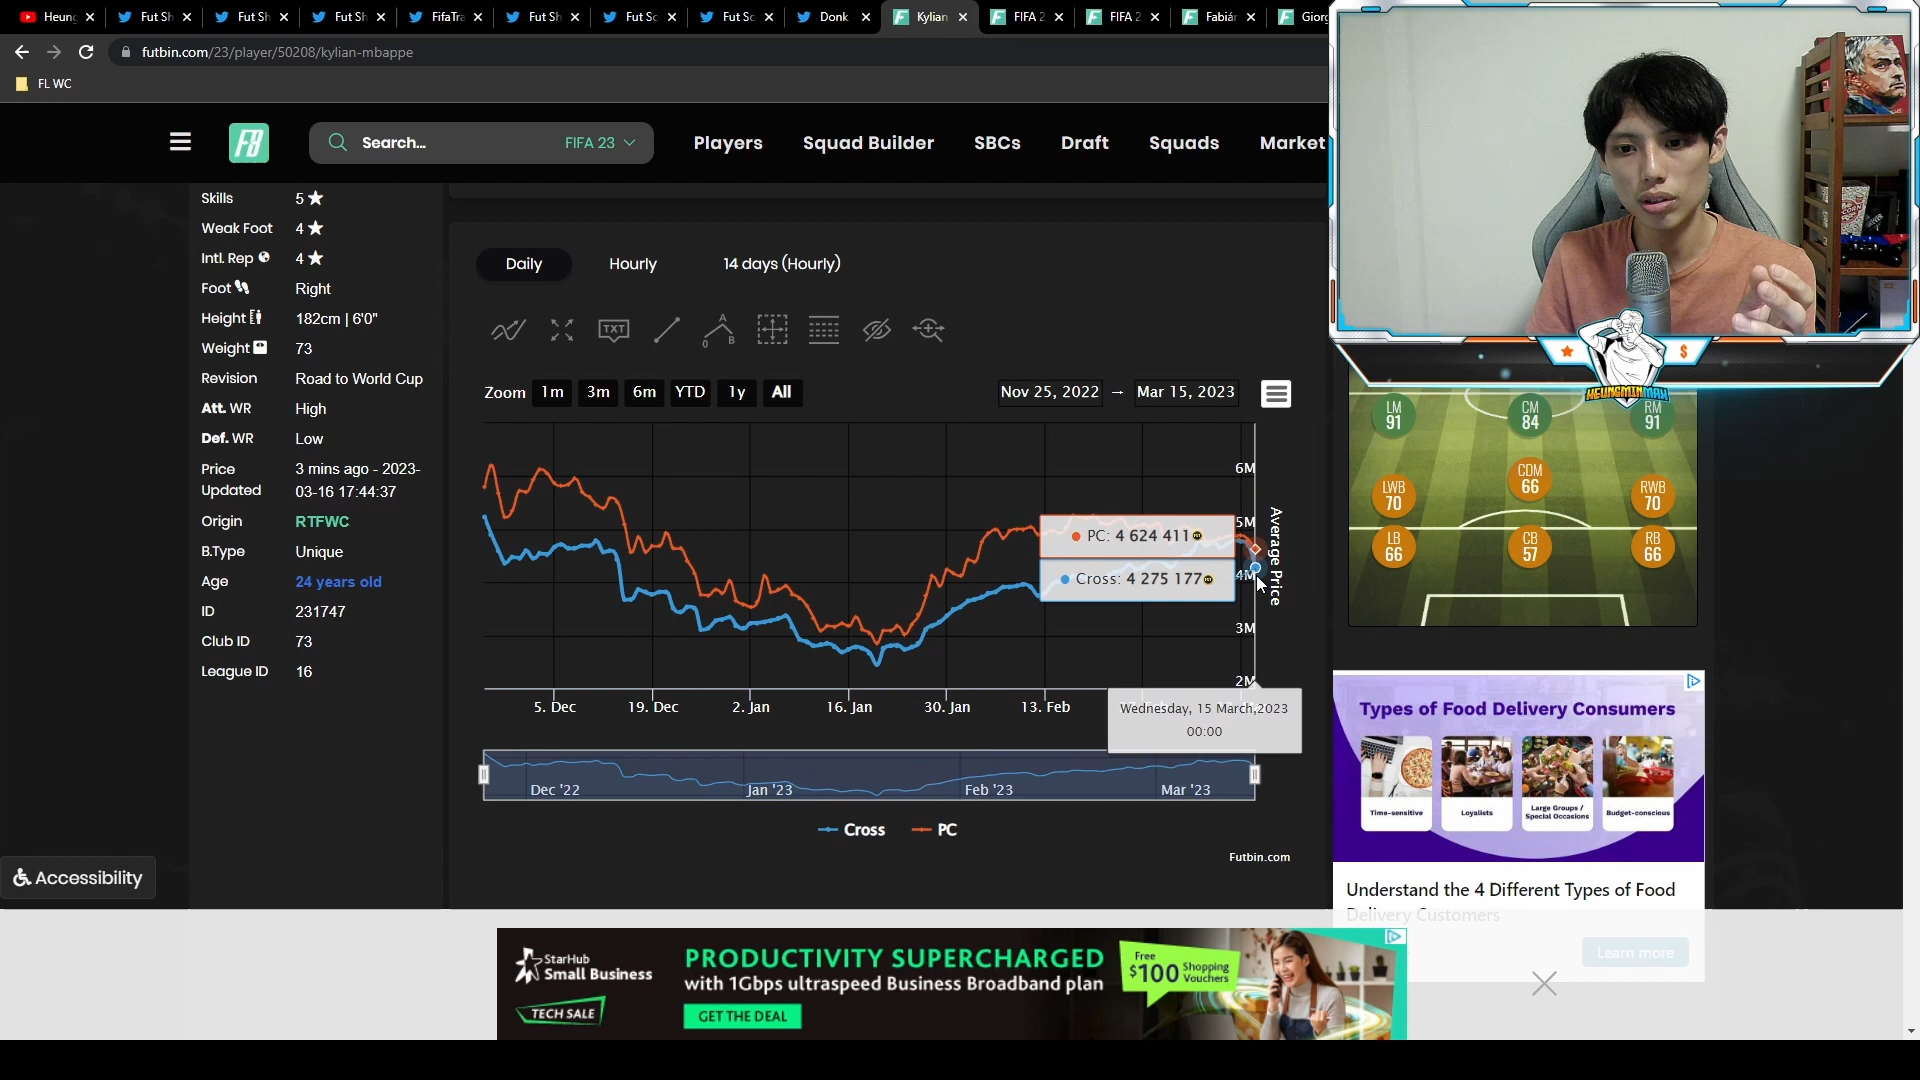 Heung
Fut Sh
Fut Sh
Fut Sh
FifaTra
Fut Sh
Fut Sc
Fut Sc
Donk
Kylian
FIFA 2
FIFA 2
Fabiár
Giorg
futbin.com/23/player/50208/kylian-mbappe
FL WC
FB
Search...
FIFA 23
Players
Squad Builder
SBCs
Draft
Squads
Market
Skills 5
Weak Foot 4
Intl. Rep 4
Foot Right
Height 182cm | 6'0"
Weight 73
Revision Road to World Cup
Att. WR High
Def. WR Low
Price Updated 3 mins ago - 2023-
03-16 17:44:37
Origin RTFWC
B.Type Unique
Age 24 years old
ID 231747
Club ID 73
League ID 16
Daily
Hourly
14 days (Hourly)
TXT
A
0 B
Zoom 1m 3m 6m YTD 1y All
Nov 25, 2022 → Mar 15, 2023
6M
5M
4M
3M
2M
Average Price
PC: 4 624 411
Cross: 4 275 177
5. Dec
19. Dec
2. Jan
16. Jan
30. Jan
13. Feb
Wednesday, 15 March,2023
00:00
Dec '22
Jan '23
Feb '23
Mar '23
Cross
PC
Futbin.com
Accessibility
$
HEUNGMINMAX
LM
91
CM
84
RM
91
LWB
70
CDM
66
RWB
70
LB
66
CB
57
RB
66
Types of Food Delivery Consumers
Time-sensitive
Loyalists
Large Groups /
Special Occasions
Budget-conscious
Understand the 4 Different Types of Food
Delivery Customers
Learn more
StarHub
Small Business
TECH SALE
PRODUCTIVITY SUPERCHARGED
with 1Gbps ultraspeed Business Broadband plan
GET THE DEAL
Free
$100 Shopping
Vouchers